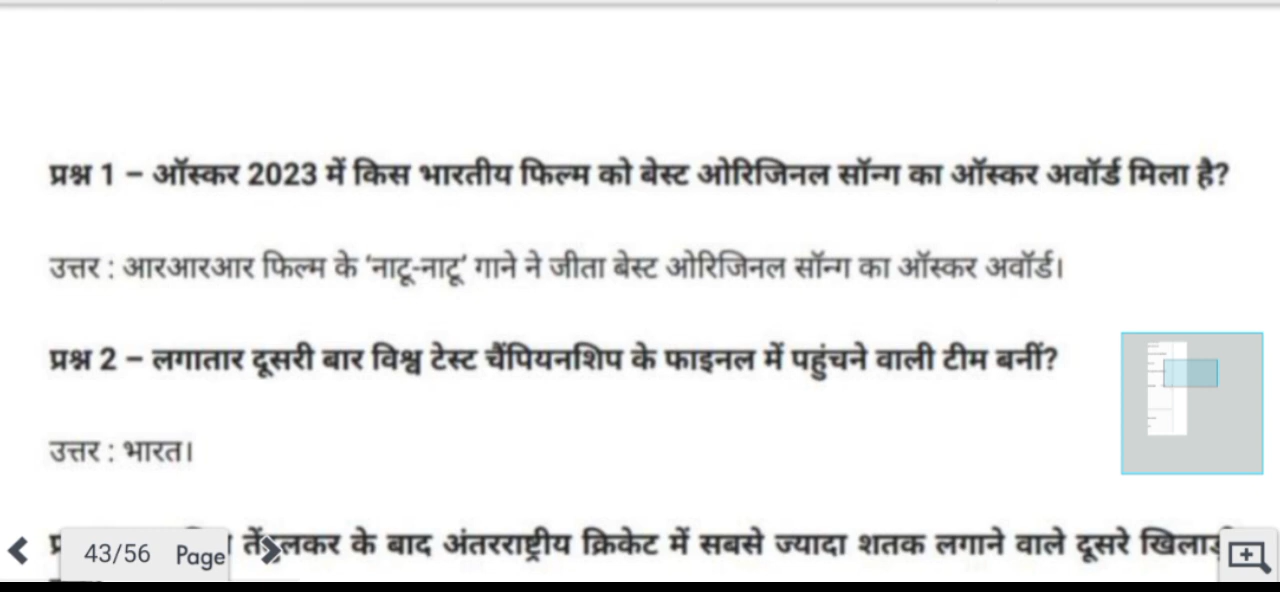 प्रश्न 1 – ऑस्कर 2023 में किस भारतीय फिल्म को बेस्ट ओरिजिनल सॉन्ग का ऑस्कर अवॉर्ड मिला है?
उत्तर : आरआरआर फिल्म के ‘नाटू-नाटू’ गाने ने जीता बेस्ट ओरिजिनल सॉन्ग का ऑस्कर अवॉर्ड।
प्रश्न 2 – लगातार दूसरी बार विश्व टेस्ट चैंपियनशिप के फाइनल में पहुंचने वाली टीम बनीं?
उत्तर : भारत।
के बाद अंतरराष्ट्रीय क्रिकेट में सबसे ज्यादा शतक लगाने वाले दूसरे
43/56 Page